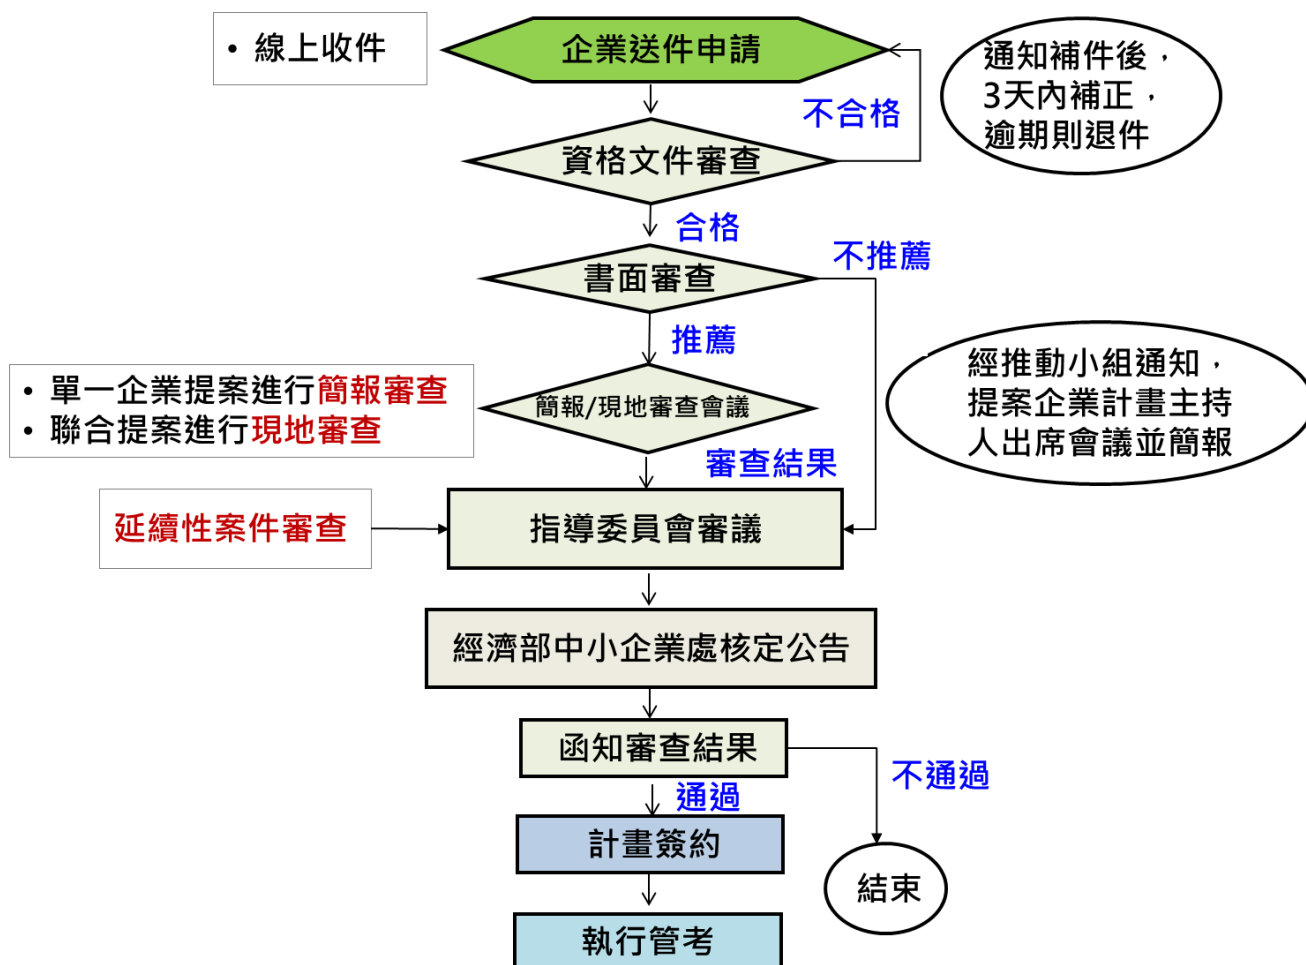 • 線上收件
企業送件申請
通知補件後，
3天內補正，
逾期則退件
不合格
資格文件審查
合格
不推薦
書面審查
推薦
• 單一企業提案進行簡報審查
• 聯合提案進行現地審查
簡報/現地審查會議
經推動小組通知，
提案企業計畫主持
人出席會議並簡報
審查結果
延續性案件審查
指導委員會審議
經濟部中小企業處核定公告
函知審查結果
不通過
通過
計畫簽約
結束
執行管考